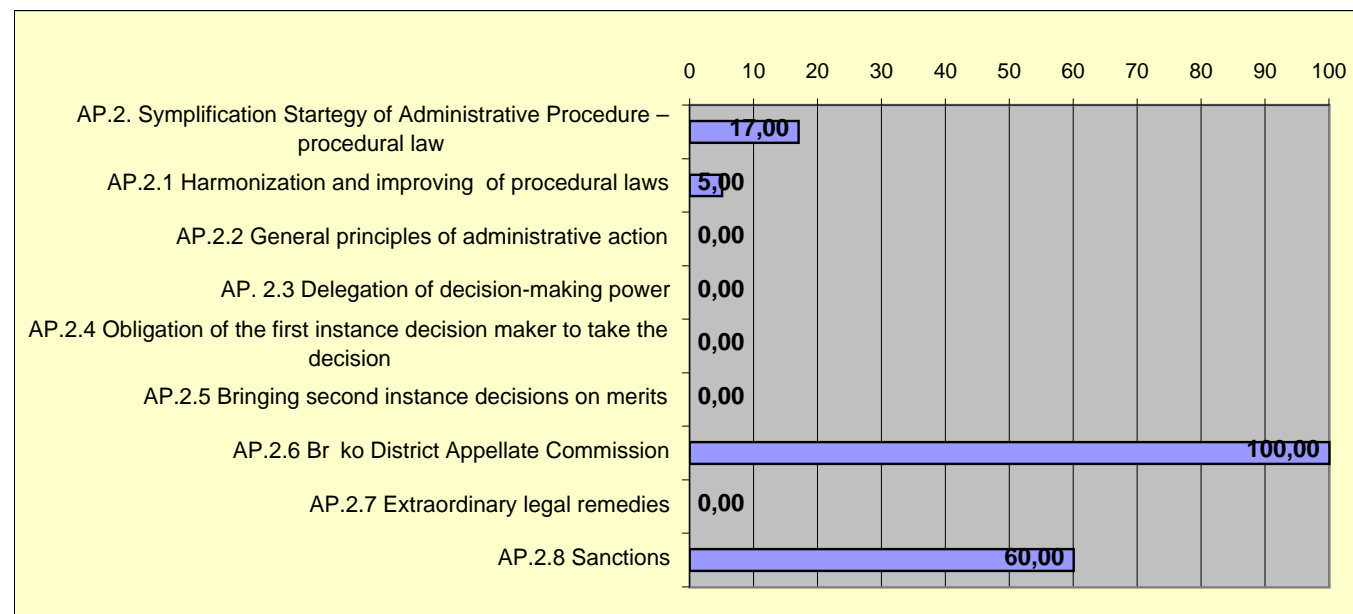 0 10 20 30 40 50 60 70 80 90 100
AP.2. Symplification Startegy of Administrative Procedure –
procedural law
17,00
AP.2.1 Harmonization and improving of procedural laws
5,00
AP.2.2 General principles of administrative action
0,00
AP. 2.3 Delegation of decision-making power
0,00
AP.2.4 Obligation of the first instance decision maker to take the
decision
0,00
AP.2.5 Bringing second instance decisions on merits
0,00
AP.2.6 Br ko District Appellate Commission
100,00
AP.2.7 Extraordinary legal remedies
0,00
AP.2.8 Sanctions
60,00